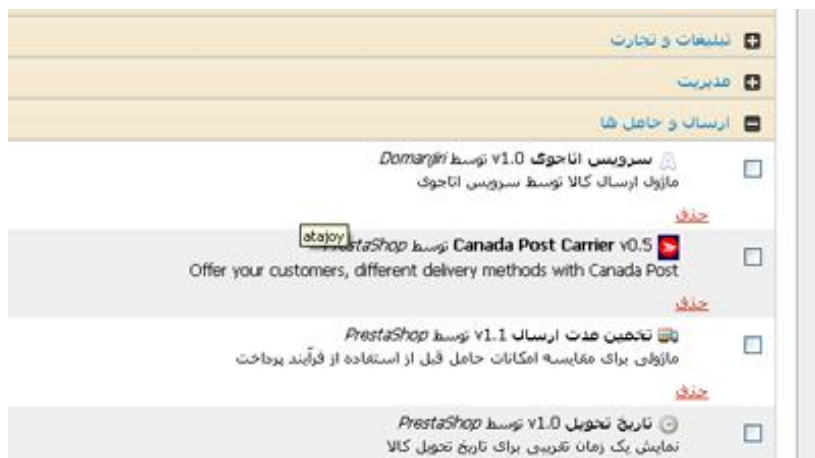 تبلیغات و تجارت
مدیریت
ارسال و حامل ها
سرویس اتاجوی v1.0 توسط Domanjiri
ماژول ارسال کالا توسط سرویس اتاجوی
حذف
atajoy
Canada Post Carrier v0.5 توسط PrestaShop
Offer your customers, different delivery methods with Canada Post
حذف
تخمین مدت ارسال v1.1 توسط PrestaShop
ماژولی برای مقایسه امکانات حامل قبل از استفاده از فرآیند پرداخت
حذف
تاریخ تحویل v1.0 توسط PrestaShop
نمایش یک زمان تقریبی برای تاریخ تحویل کالا